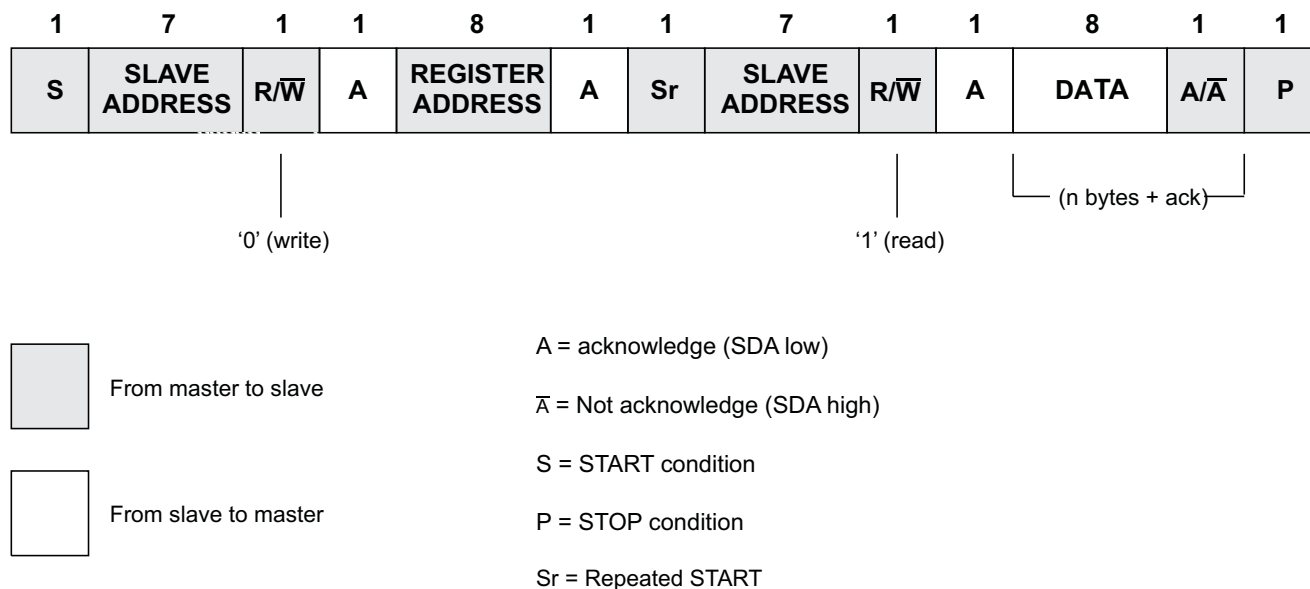 1 7 1 1 8 1 1 7 1 1 8 1 1
S SLAVE ADDRESS R/W̅ A REGISTER ADDRESS A Sr SLAVE ADDRESS R/W̅ A DATA A/A̅ P
(n bytes + ack)
‘0’ (write) ‘1’ (read)
A = acknowledge (SDA low)
From master to slave
A̅ = Not acknowledge (SDA high)
S = START condition
From slave to master
P = STOP condition
Sr = Repeated START